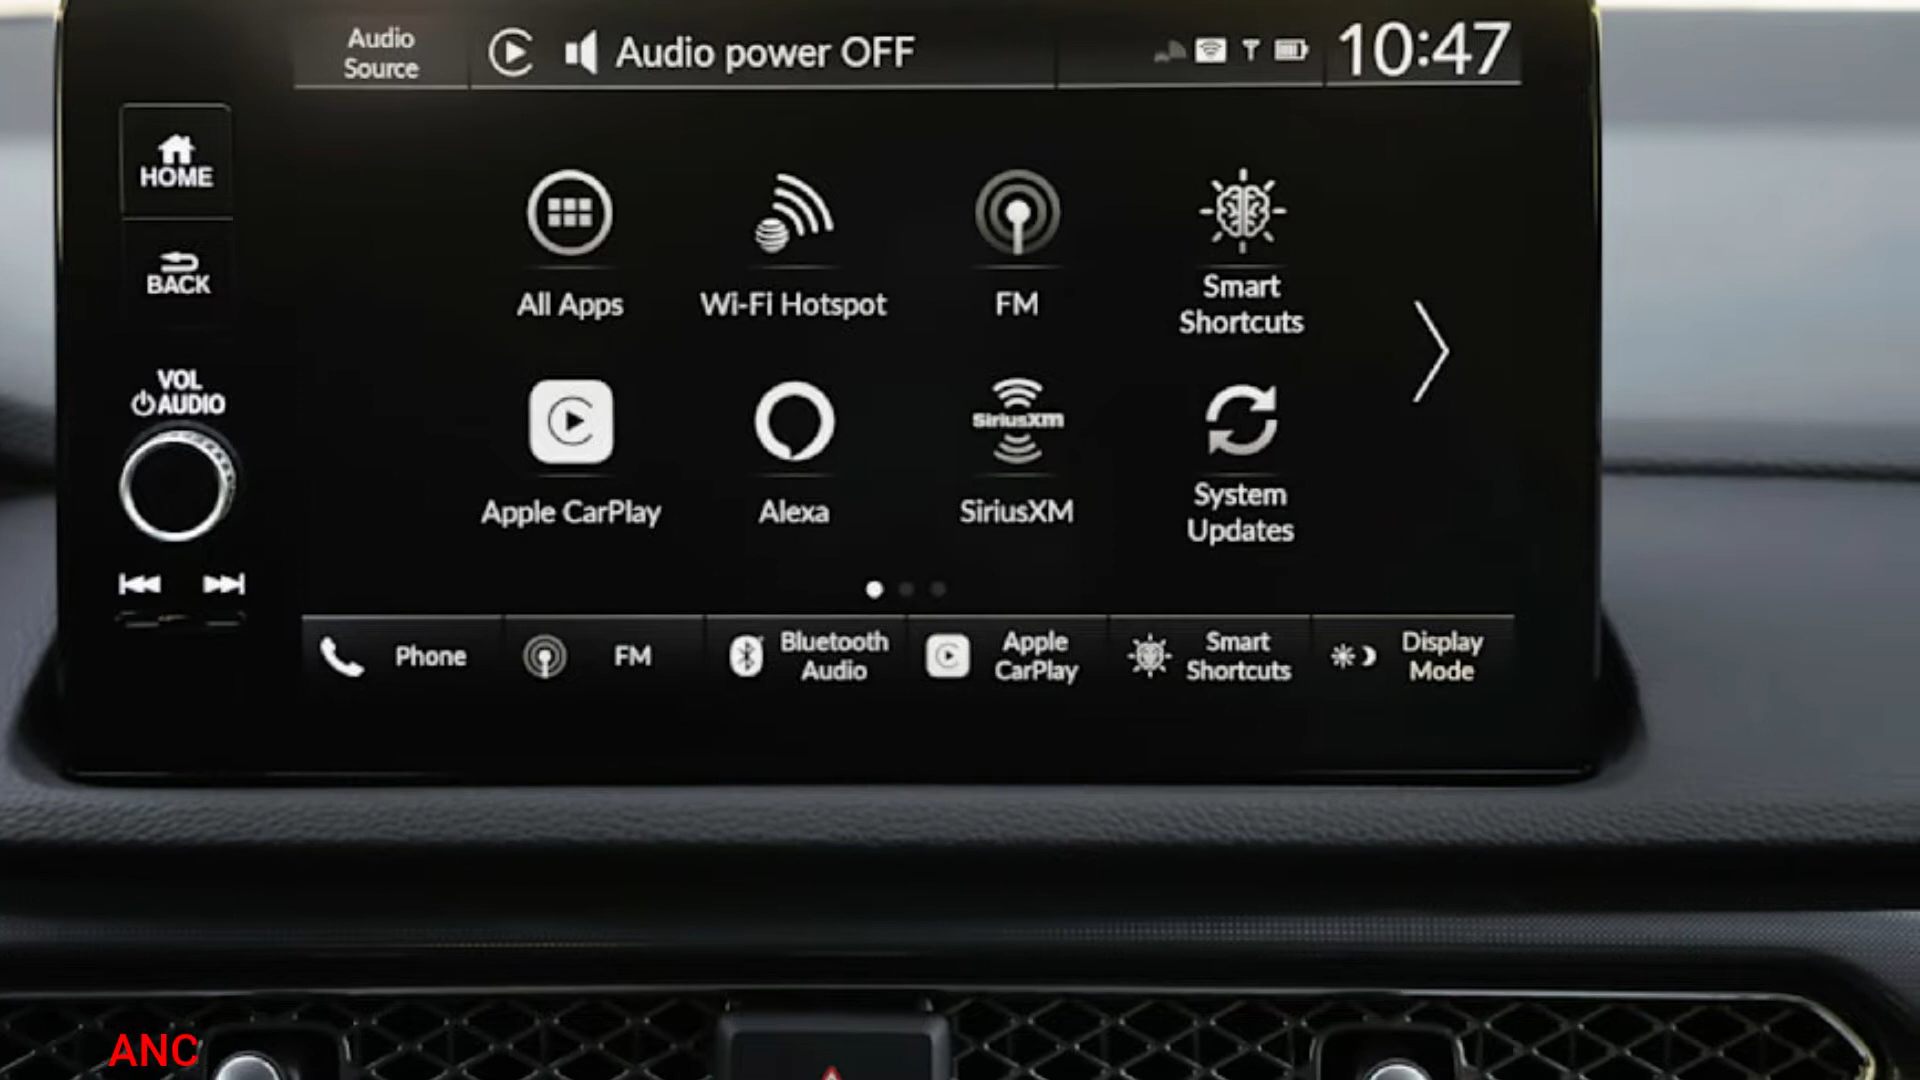 Audio
Source
Audio power OFF
10:47
HOME
BACK
VOL
AUDIO
All Apps
Wi-Fi Hotspot
FM
Smart
Shortcuts
SiriusXM
Apple CarPlay
Alexa
SiriusXM
System
Updates
Phone
FM
Bluetooth
Audio
Apple
CarPlay
Smart
Shortcuts
Display
Mode
ANC